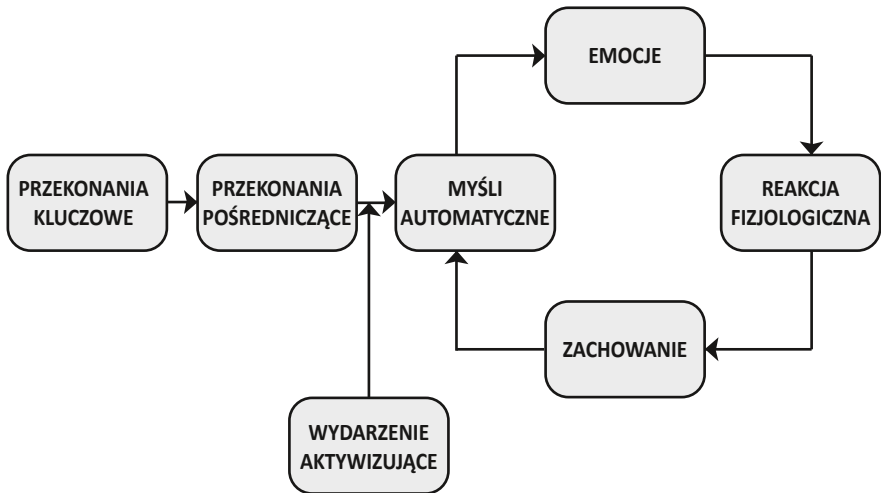 EMOCJE
PRZEKONANIA
KLUCZOWE
PRZEKONANIA
POŚREDNICZĄCE
MYŚLI
AUTOMATYCZNE
REAKCJA
FIZJOLOGICZNA
ZACHOWANIE
WYDARZENIE
AKTYWIZUJĄCE